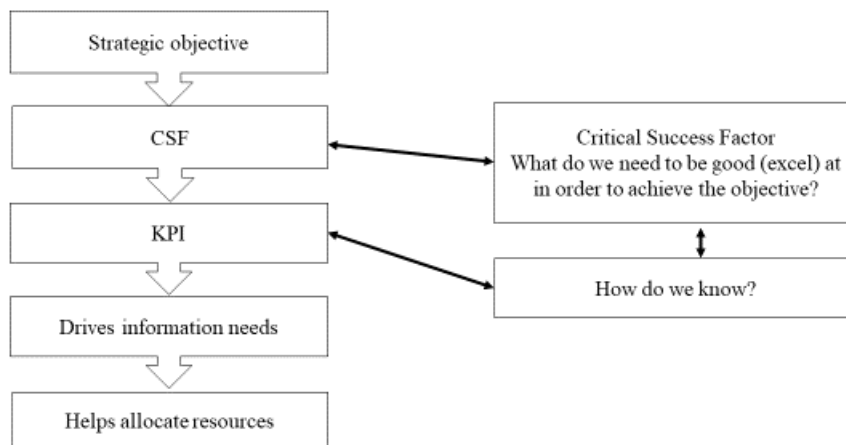 Strategic objective
CSF
Critical Success Factor
What do we need to be good (excel) at
in order to achieve the objective?
KPI
How do we know?
Drives information needs
Helps allocate resources